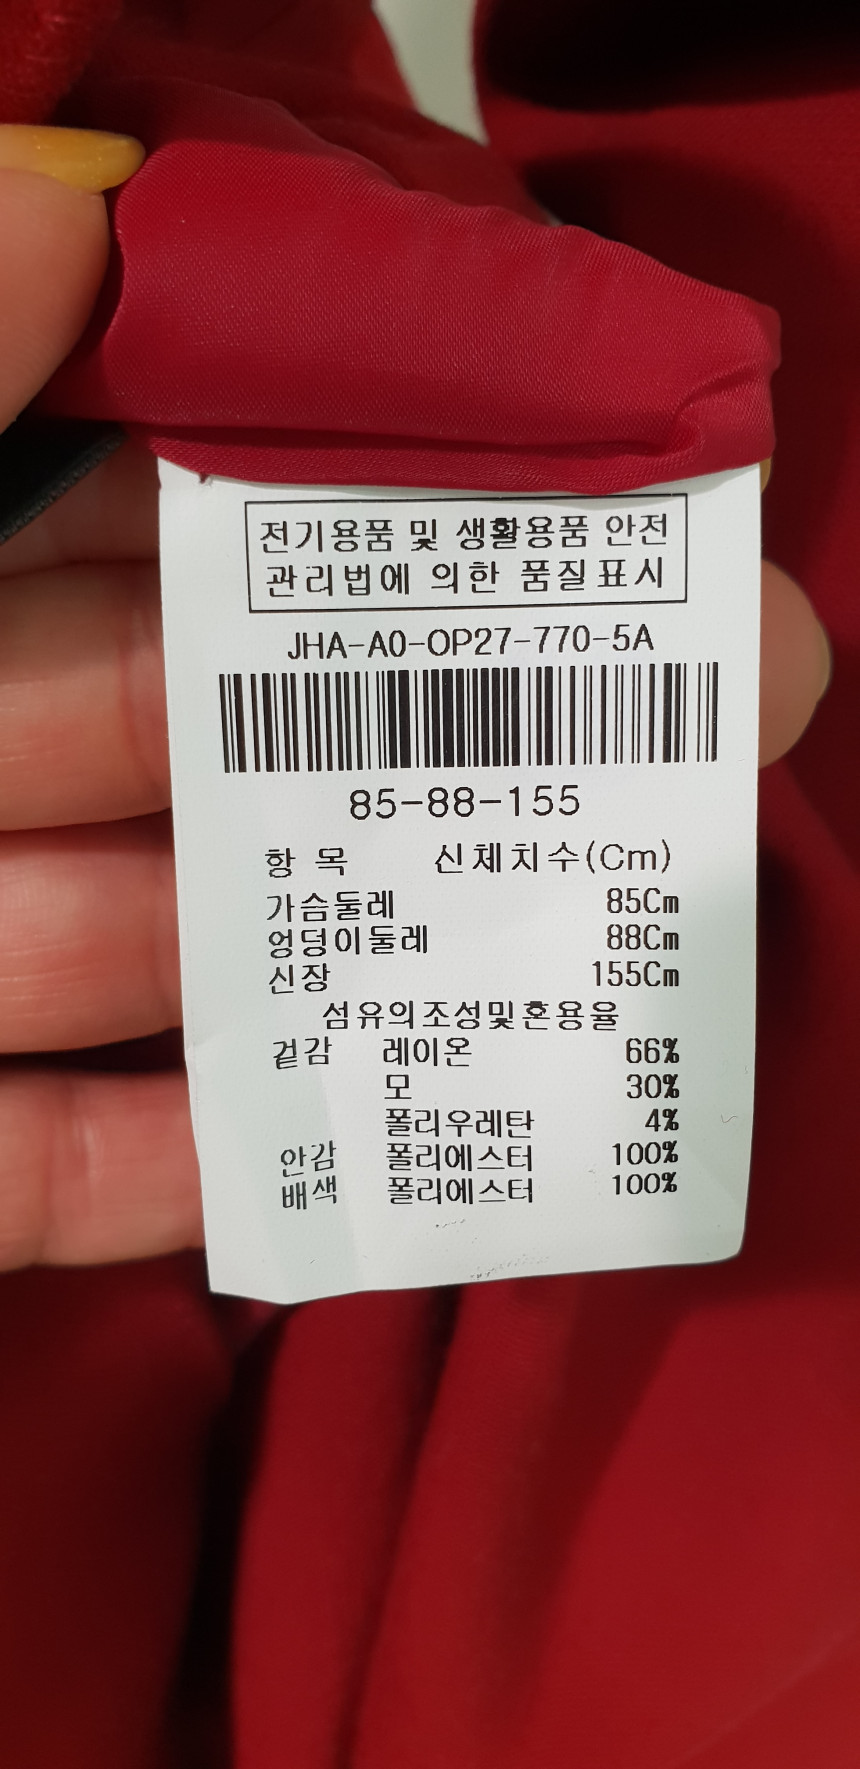 전기용품 및 생활용품 안전
관리법에 의한 품질표시
JHA-A0-OP27-770-5A
85-88-155
항 목 신체치수(Cm)
가슴둘레 85Cm
엉덩이둘레 88Cm
신장 155Cm
섬유의조성및혼용율
겉감 레이온 66%
모 30%
폴리우레탄 4%
안감 폴리에스터 100%
배색 폴리에스터 100%